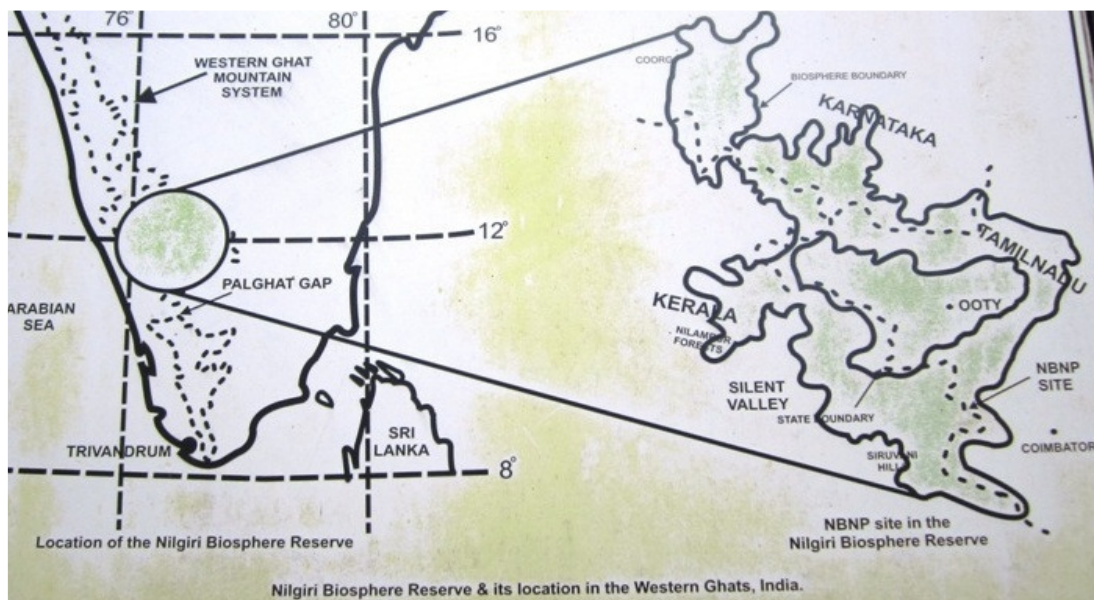 76°
80°
16°
WESTERN GHAT
MOUNTAIN
SYSTEM
12°
PALGHAT GAP
ARABIAN
SEA
TRIVANDRUM
SRI
LANKA
8°
Location of the Nilgiri Biosphere Reserve
COORG
BIOSPHERE BOUNDARY
KARNATAKA
TAMILNADU
KERALA
NILAMPUR
FORESTS
OOTY
SILENT
VALLEY
STATE BOUNDARY
NBNP
SITE
COIMBATOR
SIRUVANI
HILL
NBNP site in the
Nilgiri Biosphere Reserve
Nilgiri Biosphere Reserve & its location in the Western Ghats, India.